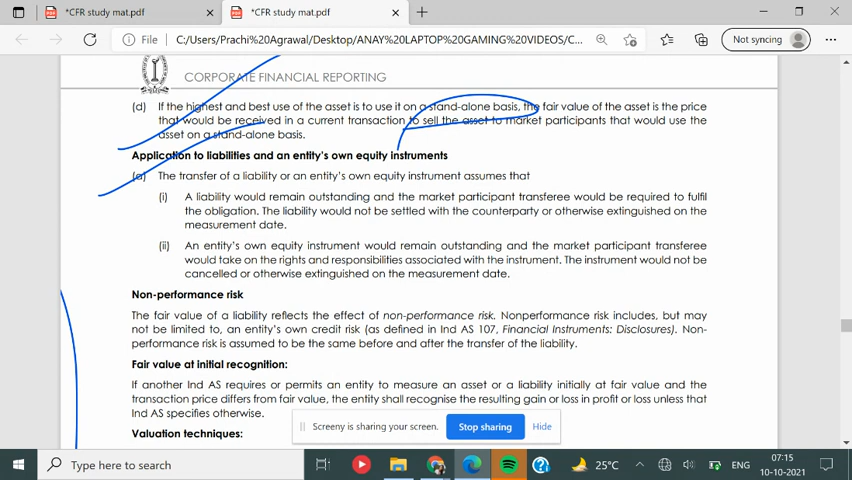 *CFR study mat.pdf
*CFR study mat.pdf
File
C:/Users/Prachi%20Agrawal/Desktop/ANAY%20LAPTOP%20GAMING%20VIDEOS/C...
Not syncing
CORPORATE FINANCIAL REPORTING
(d) If the highest and best use of the asset is to use it on a stand-alone basis, the fair value of the asset is the price
that would be received in a current transaction to sell the asset to market participants that would use the
asset on a stand-alone basis.
Application to liabilities and an entity's own equity instruments
(a) The transfer of a liability or an entity's own equity instrument assumes that
(i) A liability would remain outstanding and the market participant transferee would be required to fulfil
the obligation. The liability would not be settled with the counterparty or otherwise extinguished on the
measurement date.
(ii) An entity's own equity instrument would remain outstanding and the market participant transferee
would take on the rights and responsibilities associated with the instrument. The instrument would not be
cancelled or otherwise extinguished on the measurement date.
Non-performance risk
The fair value of a liability reflects the effect of non-performance risk. Nonperformance risk includes, but may
not be limited to, an entity's own credit risk (as defined in Ind AS 107, Financial Instruments: Disclosures). Non-
performance risk is assumed to be the same before and after the transfer of the liability.
Fair value at initial recognition:
If another Ind AS requires or permits an entity to measure an asset or a liability initially at fair value and the
transaction price differs from fair value, the entity shall recognise the resulting gain or loss in profit or loss unless that
Ind AS specifies otherwise.
Valuation techniques:
Screeny is sharing your screen.
Stop sharing
Hide
Type here to search
25°C
ENG
07:15
10-10-2021